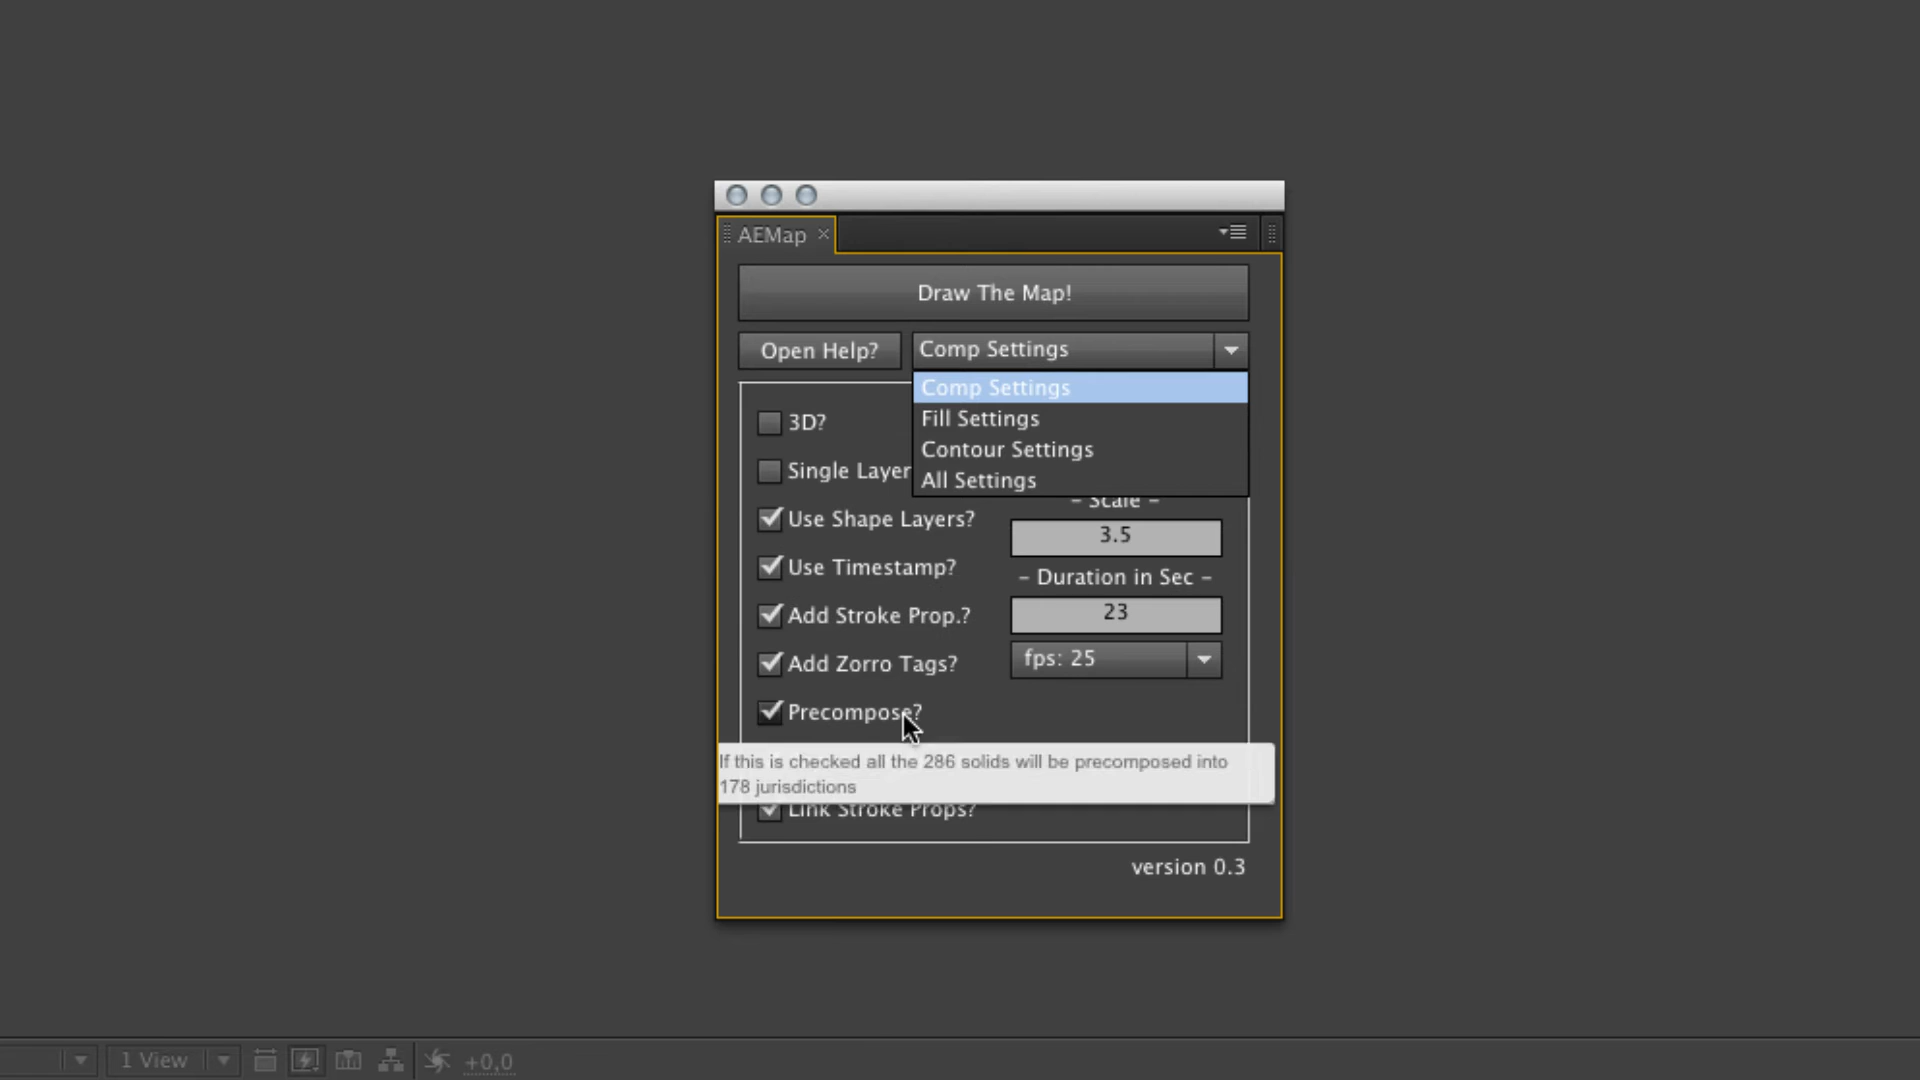 AEMap
Draw The Map!
Open Help?
Comp Settings
Comp Settings
Fill Settings
Contour Settings
All Settings
3D?
Single Layer
Use Shape Layers?
Use Timestamp?
Add Stroke Prop.?
Add Zorro Tags?
Precompose?
– Scale –
3.5
– Duration in Sec –
23
fps: 25
If this is checked all the 286 solids will be precomposed into
178 jurisdictions
Link Stroke Props?
version 0.3
1 View
+0,0